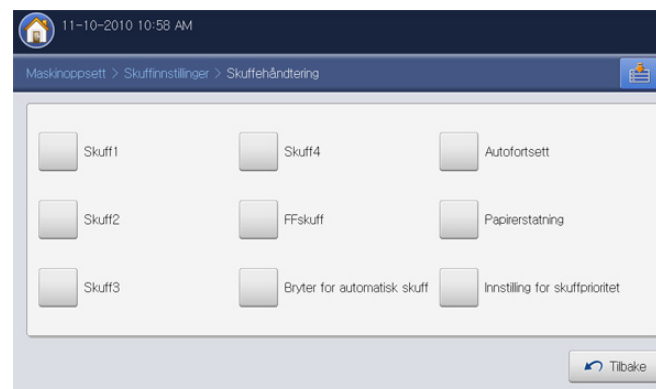 11-10-2010 10:58 AM
Maskinoppsett > Skuffinnstillinger > Skuffehåndtering
Skuff1
Skuff4
Autofortsett
Skuff2
FFskuff
Papirerstatning
Skuff3
Bryter for automatisk skuff
Innstilling for skuffprioritet
Tilbake